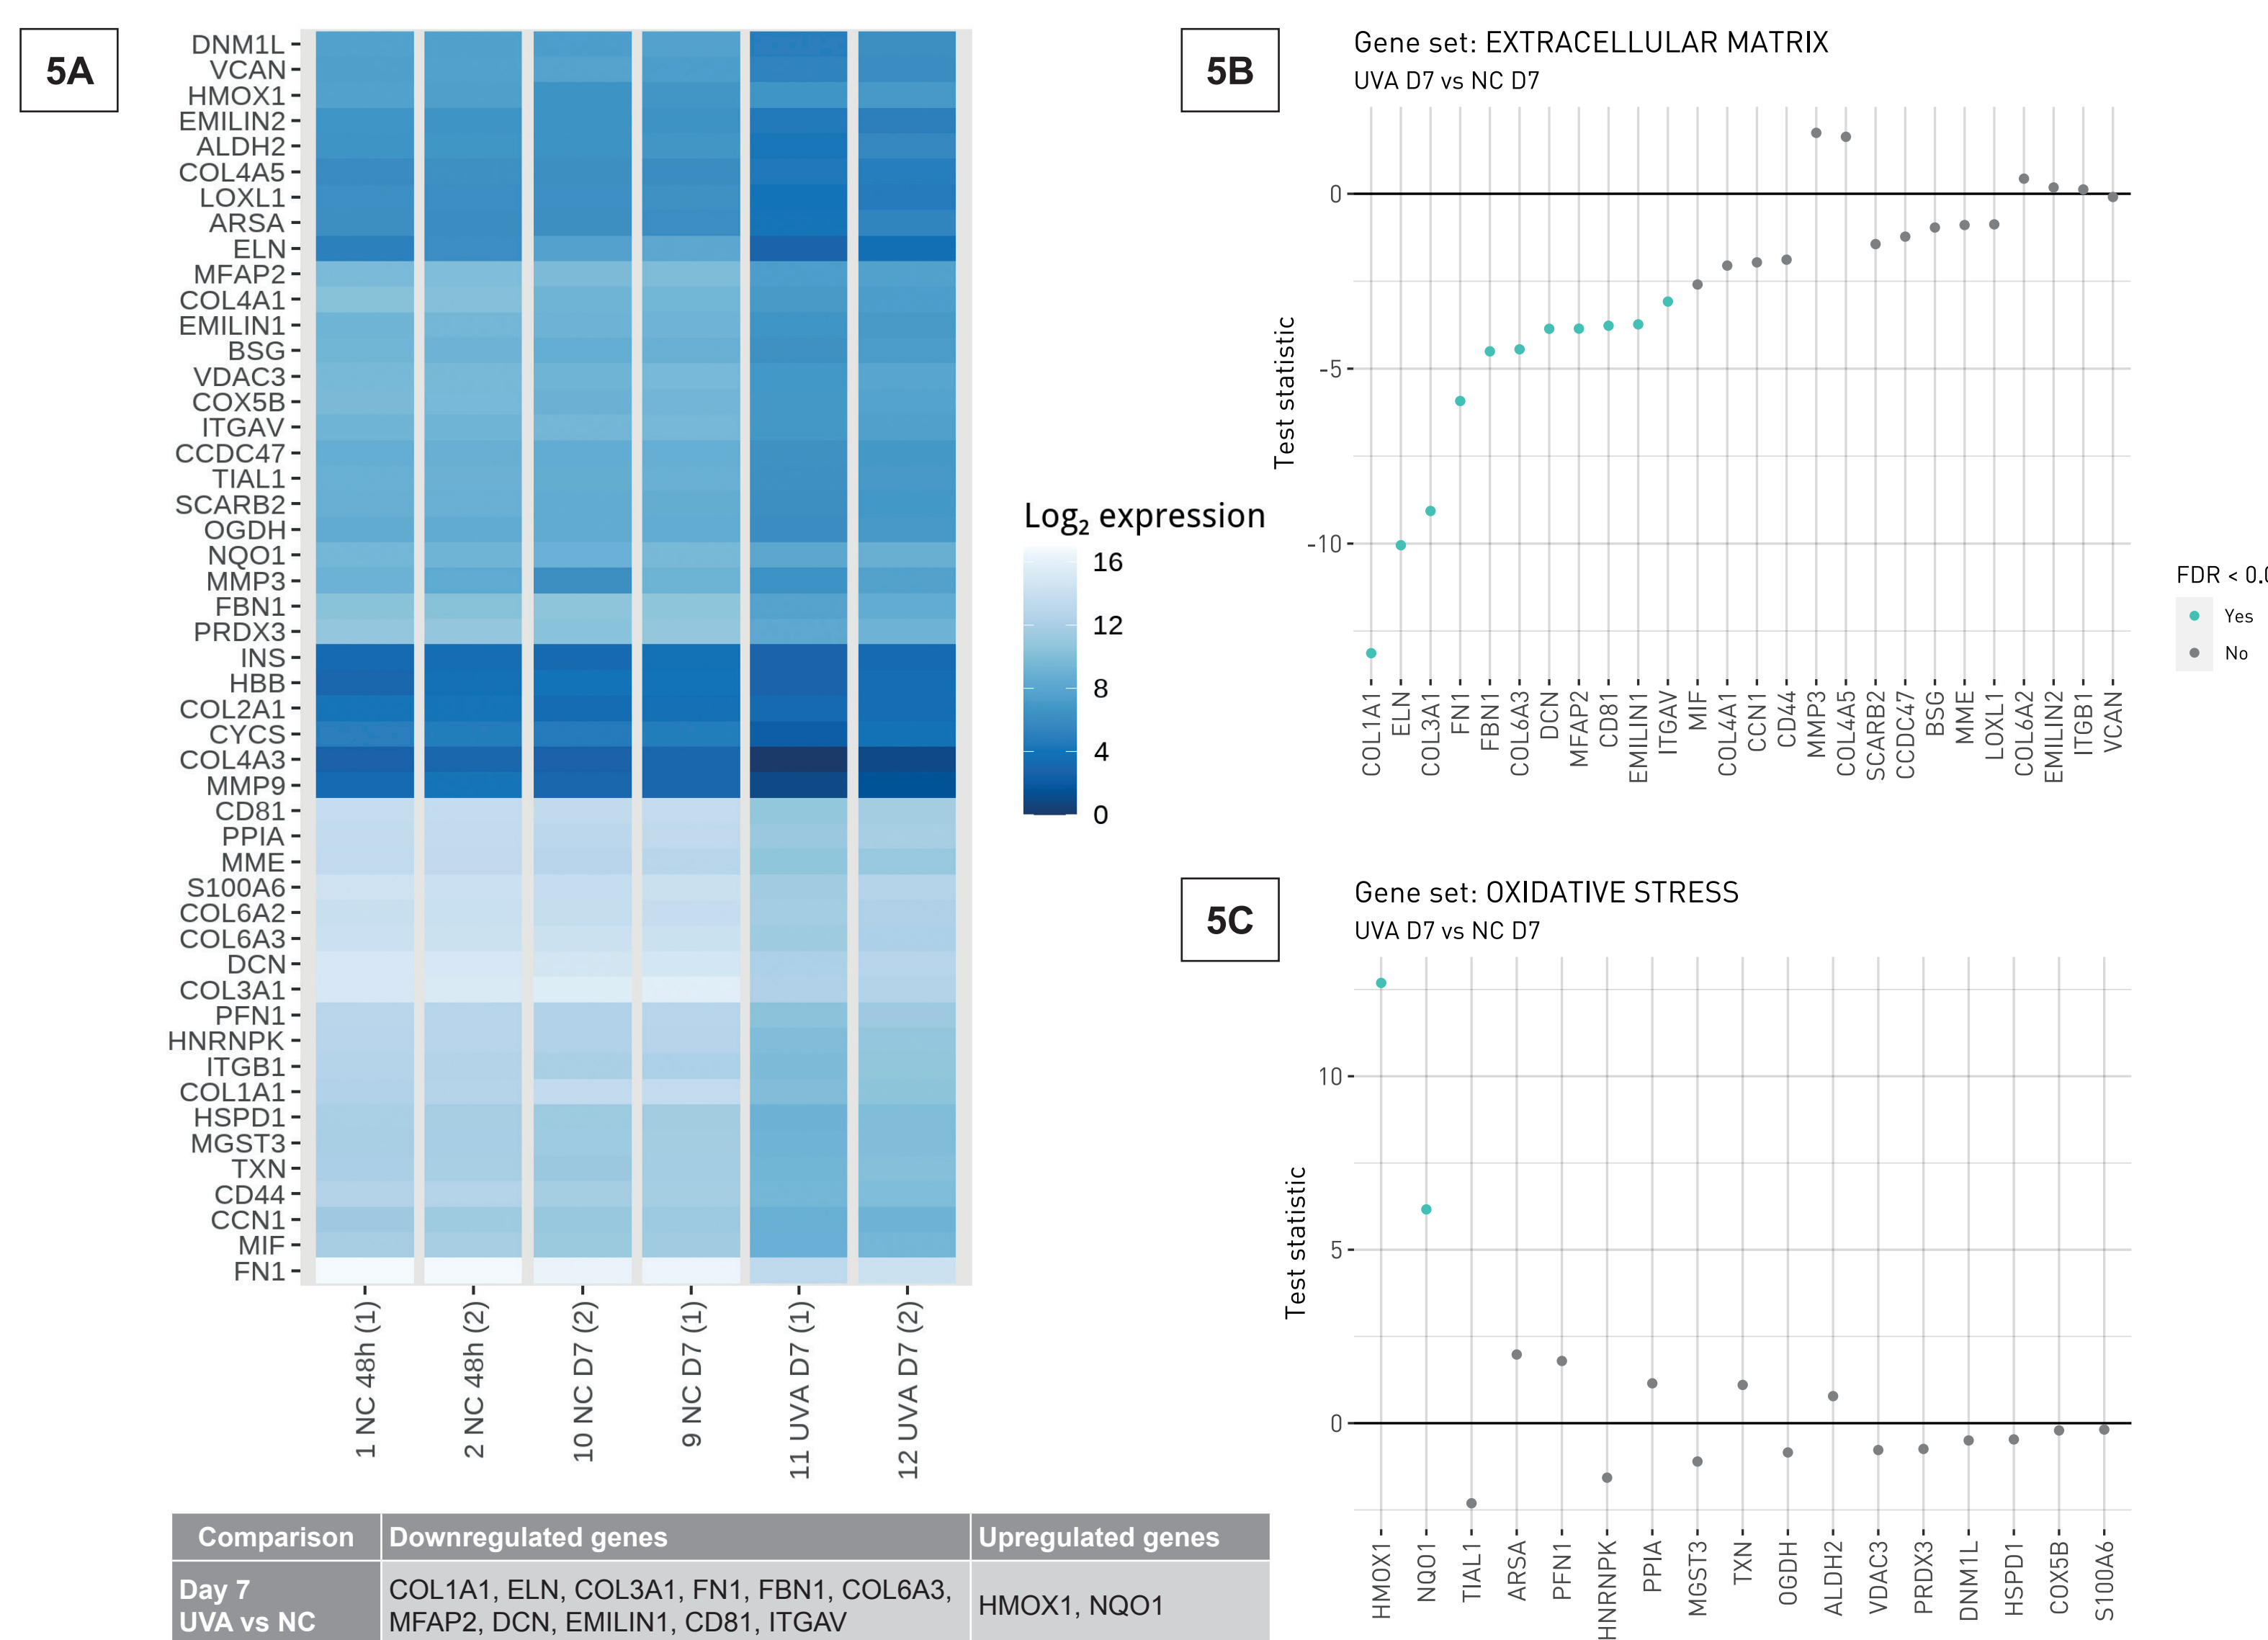 5A
DNM1L
VCAN
HMOX1
EMILIN2
ALDH2
COL4A5
LOXL1
ARSA
ELN
MFAP2
COL4A1
EMILIN1
BSG
VDAC3
COX5B
ITGAV
CCDC47
TIAL1
SCARB2
OGDH
NQO1
MMP3
FBN1
PRDX3
INS
HBB
COL2A1
CYCS
COL4A3
MMP9
CD81
PPIA
MME
S100A6
COL6A2
COL6A3
DCN
COL3A1
PFN1
HNRNPK
ITGB1
COL1A1
HSPD1
MGST3
TXN
CD44
CCN1
MIF
FN1
1 NC 48h (1)
2 NC 48h (2)
10 NC D7 (2)
9 NC D7 (1)
11 UVA D7 (1)
12 UVA D7 (2)
Log₂ expression
16
12
8
4
0
Comparison Downregulated genes Upregulated genes
Day 7
UVA vs NC
COL1A1, ELN, COL3A1, FN1, FBN1, COL6A3,
MFAP2, DCN, EMILIN1, CD81, ITGAV
HMOX1, NQO1
5B
Gene set: EXTRACELLULAR MATRIX
UVA D7 vs NC D7
Test statistic
0
-5
-10
COL1A1
ELN
COL3A1
FN1
FBN1
COL6A3
DCN
MFAP2
CD81
EMILIN1
ITGAV
MIF
COL4A1
CCN1
CD44
MMP3
COL4A5
SCARB2
CCDC47
BSG
MME
LOXL1
COL6A2
EMILIN2
ITGB1
VCAN
FDR < 0.0
Yes
No
5C
Gene set: OXIDATIVE STRESS
UVA D7 vs NC D7
Test statistic
10
5
0
HMOX1
NQO1
TIAL1
ARSA
PFN1
HNRNPK
PPIA
MGST3
TXN
OGDH
ALDH2
VDAC3
PRDX3
DNM1L
HSPD1
COX5B
S100A6